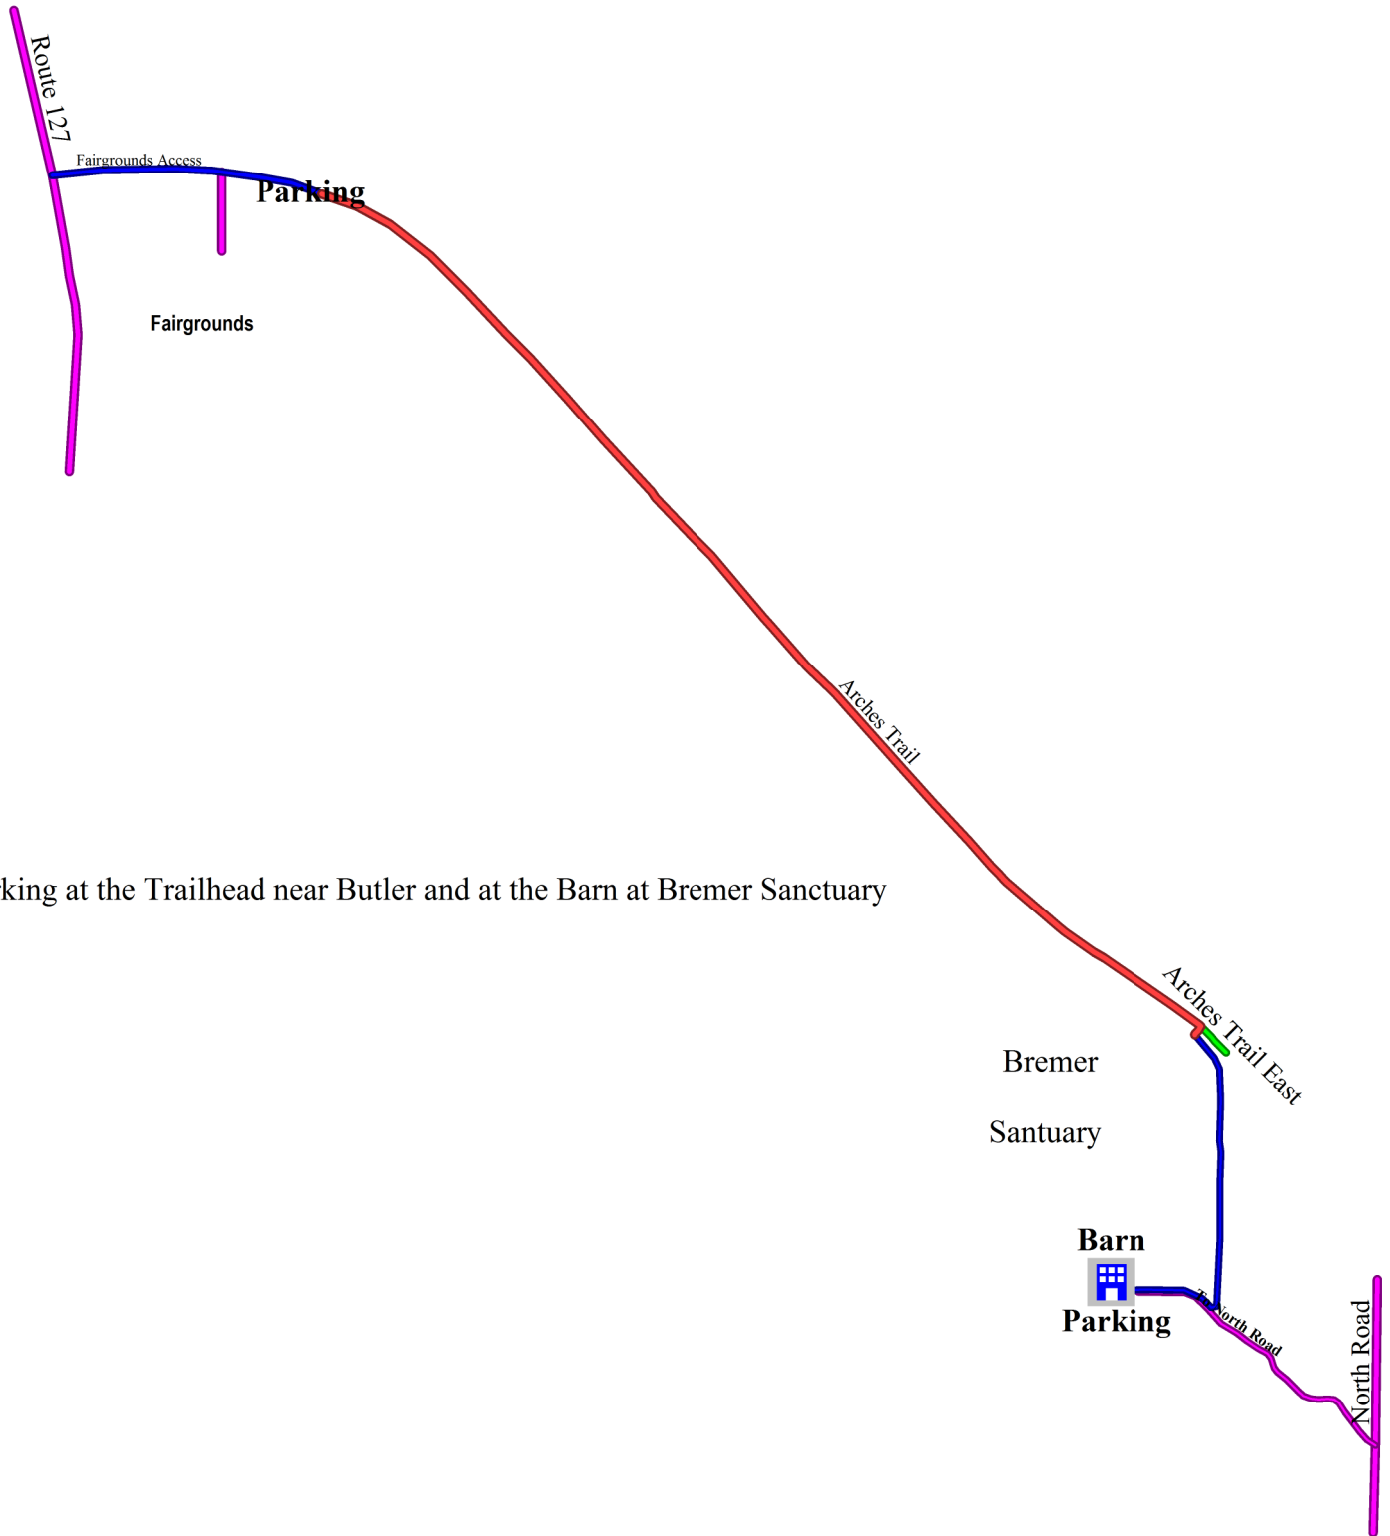 Route 127
Fairgrounds Access
Parking
Fairgrounds
Arches Trail
king at the Trailhead near Butler and at the Barn at Bremer Sanctuary
Arches Trail East
Bremer
Santuary
Barn
Parking
To North Road
North Road